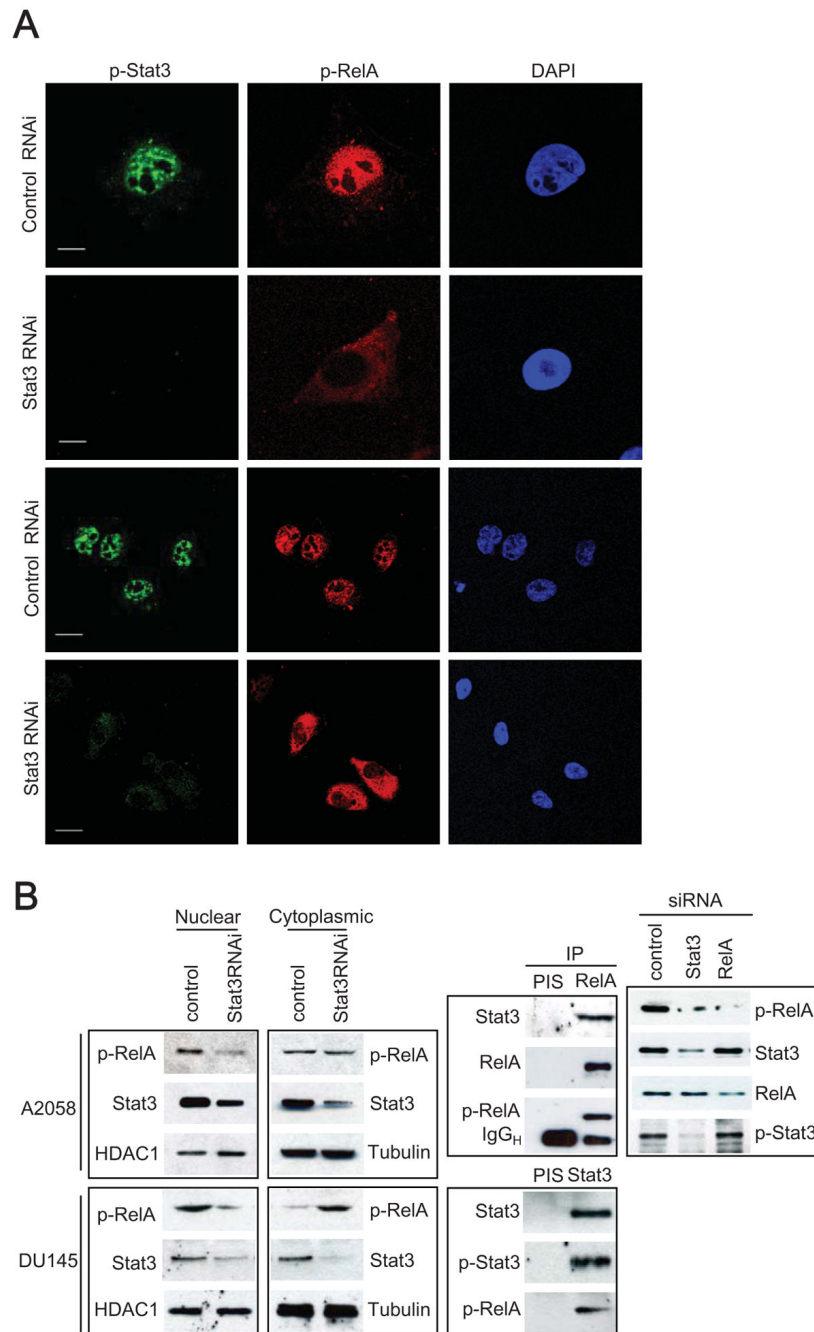 A
p-Stat3 p-RelA DAPI
Control RNAi
Stat3 RNAi
Control RNAi
Stat3 RNAi
B
Nuclear Cytoplasmic
control Stat3RNAi control Stat3RNAi
A2058
p-RelA p-RelA
Stat3 Stat3
HDAC1 Tubulin
DU145
p-RelA p-RelA
Stat3 Stat3
HDAC1 Tubulin
IP
PIS RelA
Stat3
RelA
p-RelA
IgGH
PIS Stat3
Stat3
p-Stat3
p-RelA
siRNA
control Stat3 RelA
p-RelA
Stat3
RelA
p-Stat3